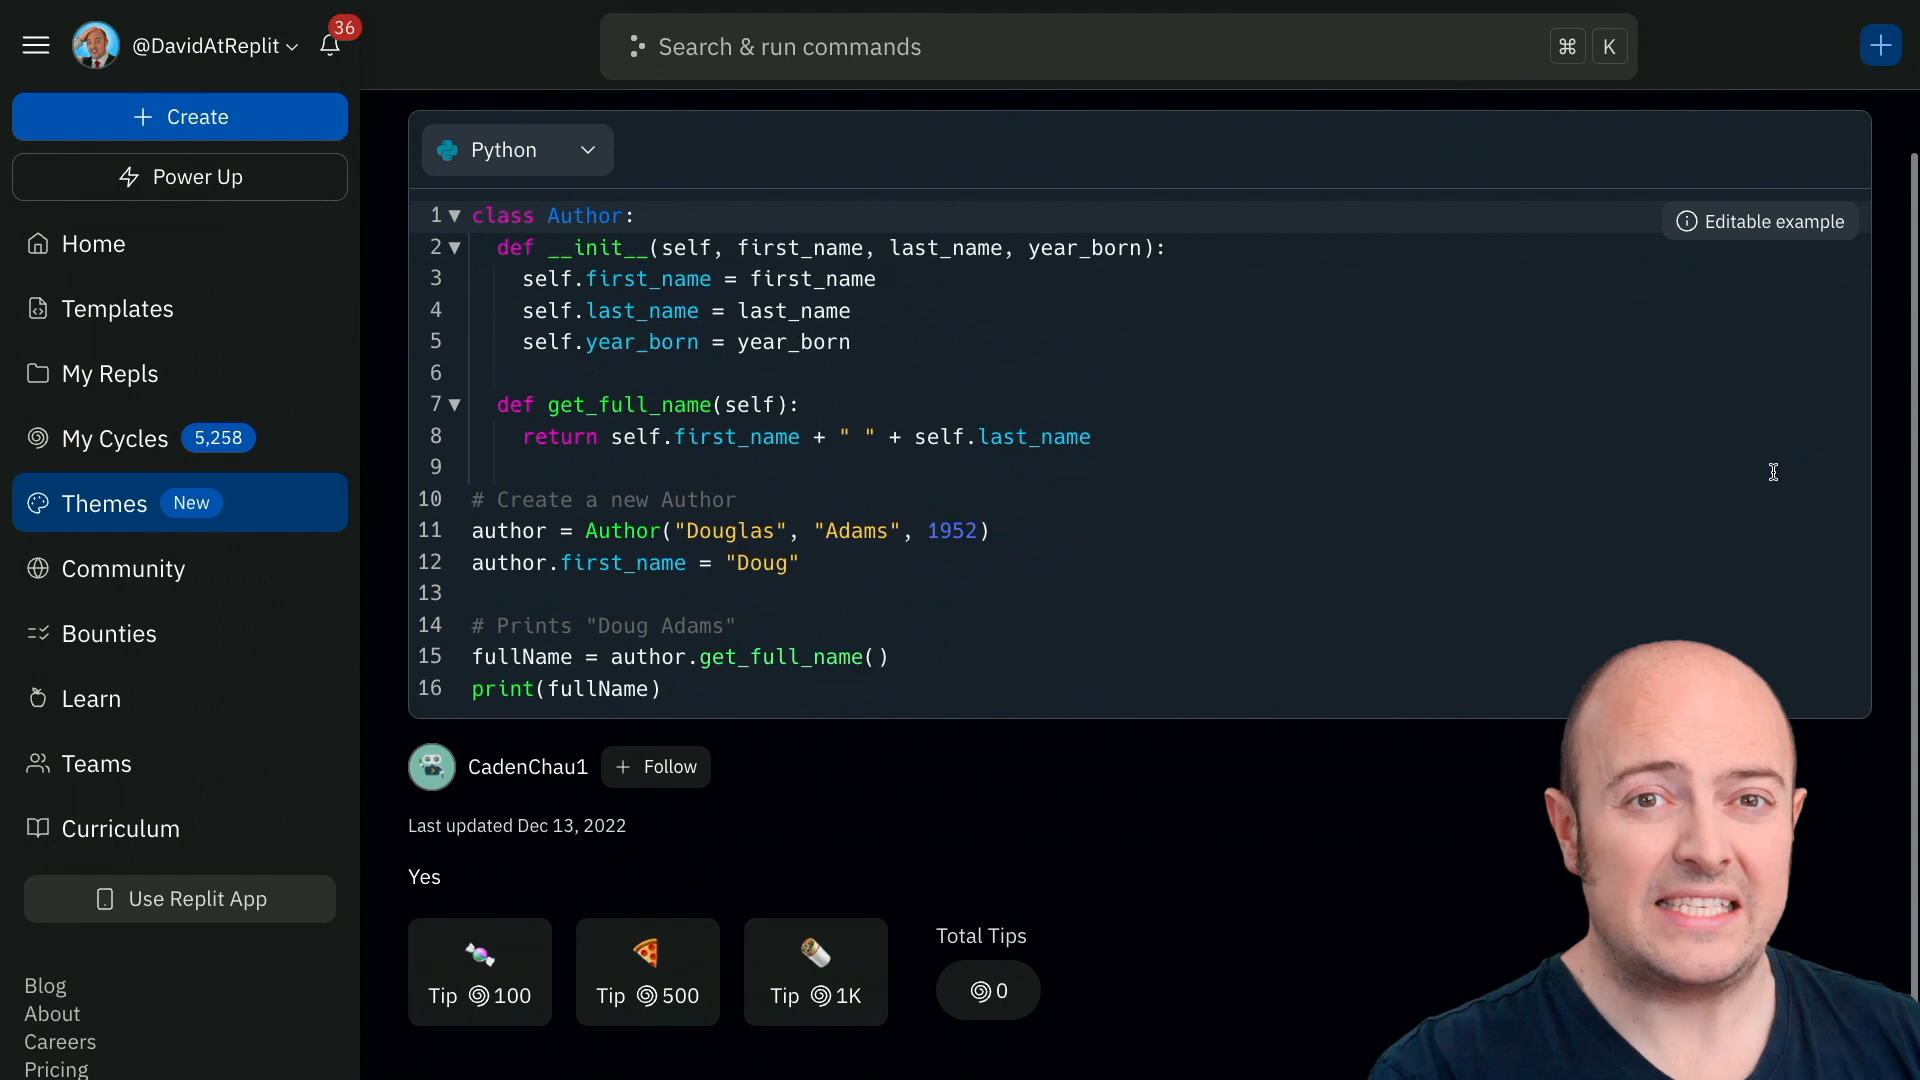 @DavidAtReplit
36
Search & run commands
⌘ K
+
+ Create
Power Up
Home
Templates
My Repls
My Cycles 5,258
Themes New
Community
Bounties
Learn
Teams
Curriculum
Use Replit App
Blog
About
Careers
Pricing
Python
Editable example
1 class Author:
2 def __init__(self, first_name, last_name, year_born):
3 self.first_name = first_name
4 self.last_name = last_name
5 self.year_born = year_born
6
7 def get_full_name(self):
8 return self.first_name + " " + self.last_name
9
10 # Create a new Author
11 author = Author("Douglas", "Adams", 1952)
12 author.first_name = "Doug"
13
14 # Prints "Doug Adams"
15 fullName = author.get_full_name()
16 print(fullName)
CadenChau1 + Follow
Last updated Dec 13, 2022
Yes
Tip 100
Tip 500
Tip 1K
Total Tips
0